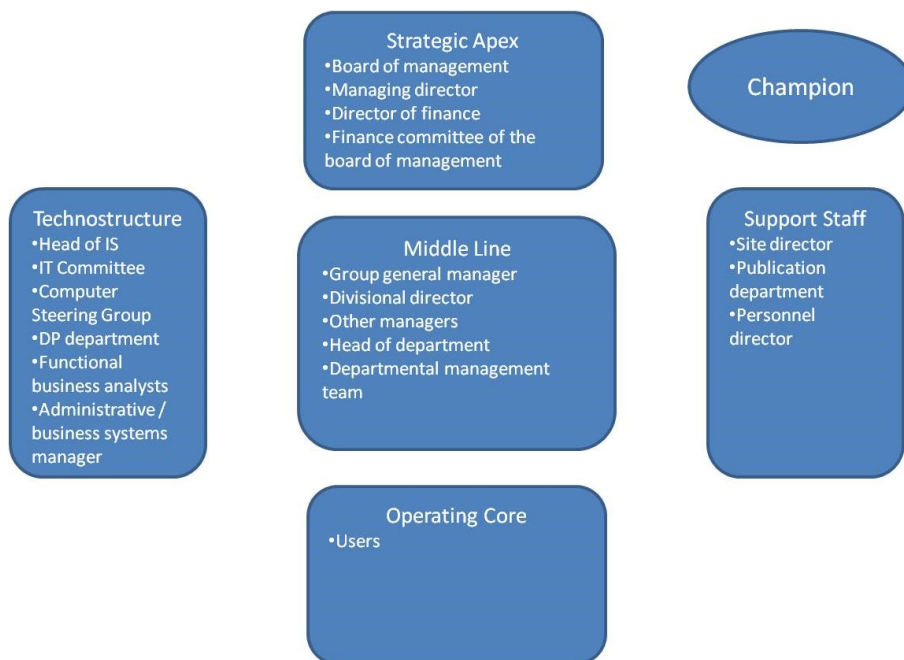 Strategic Apex
•Board of management
•Managing director
•Director of finance
•Finance committee of the
board of management
Champion
Technostructure
•Head of IS
•IT Committee
•Computer
Steering Group
•DP department
•Functional
business analysts
•Administrative /
business systems
manager
Middle Line
•Group general manager
•Divisional director
•Other managers
•Head of department
•Departmental management
team
Support Staff
•Site director
•Publication
department
•Personnel
director
Operating Core
•Users